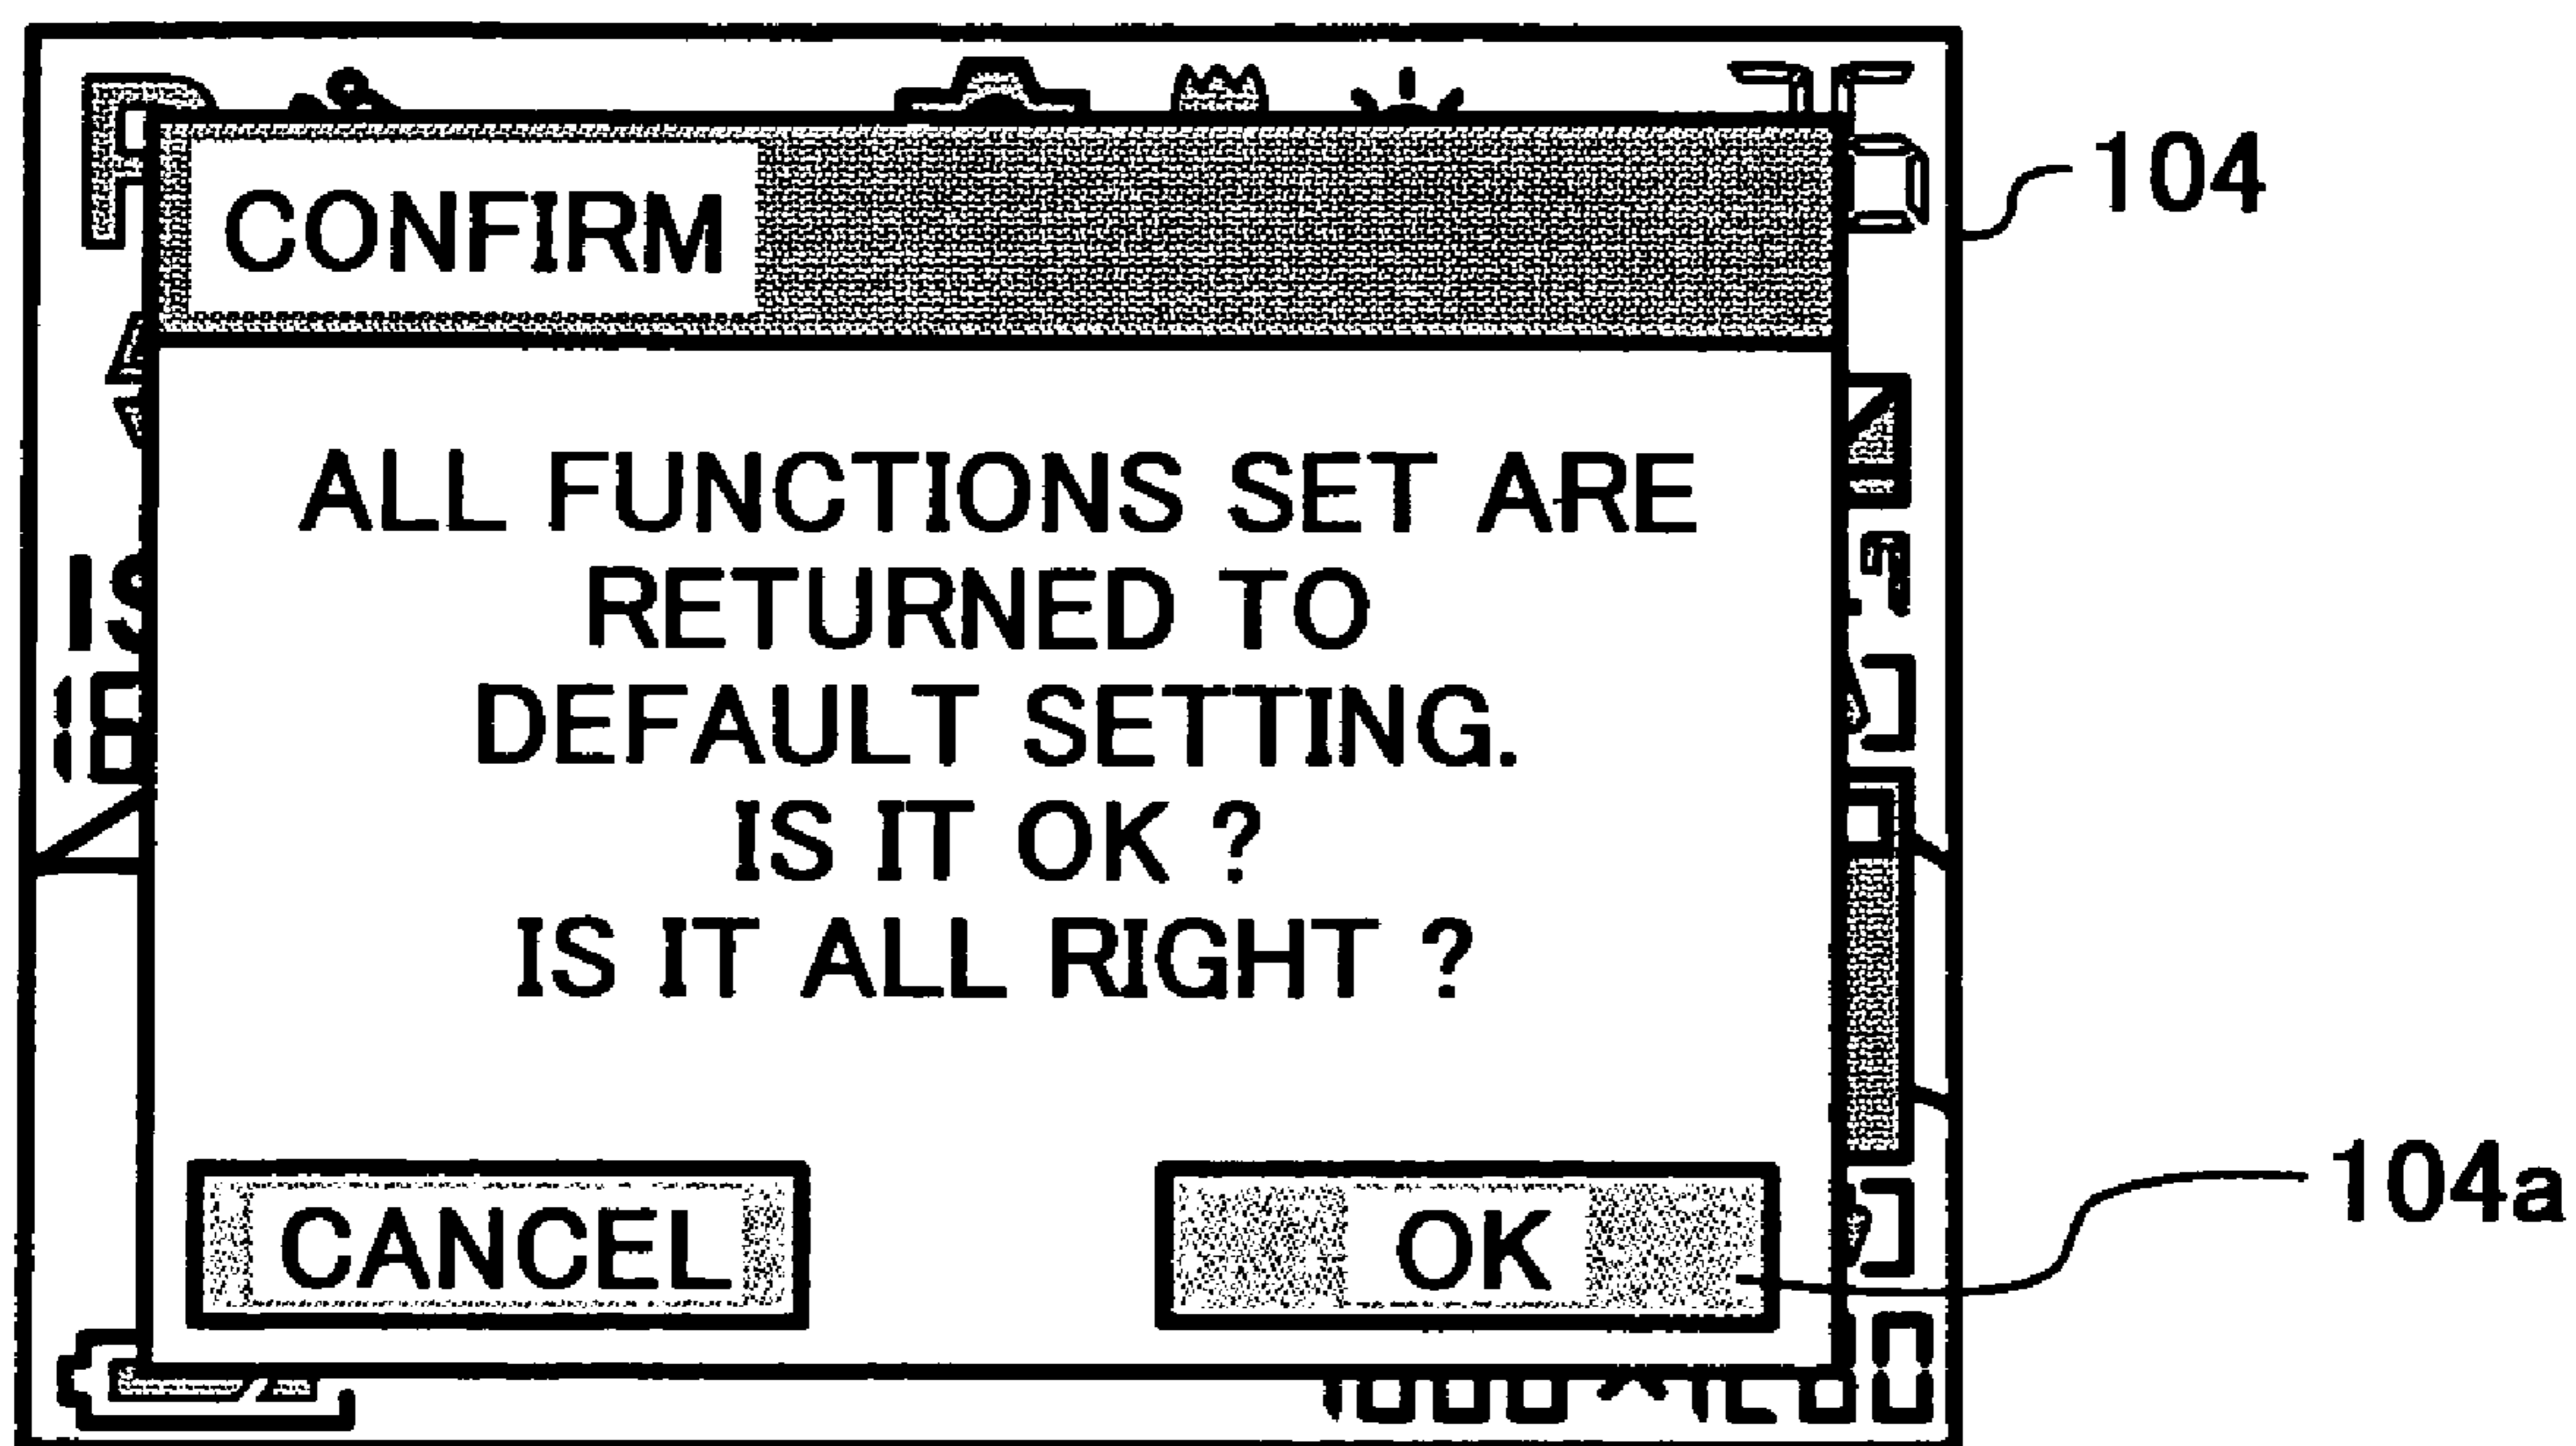 104
CONFIRM
ALL FUNCTIONS SET ARE
RETURNED TO
DEFAULT SETTING.
IS IT OK ?
IS IT ALL RIGHT ?
CANCEL
OK
104a